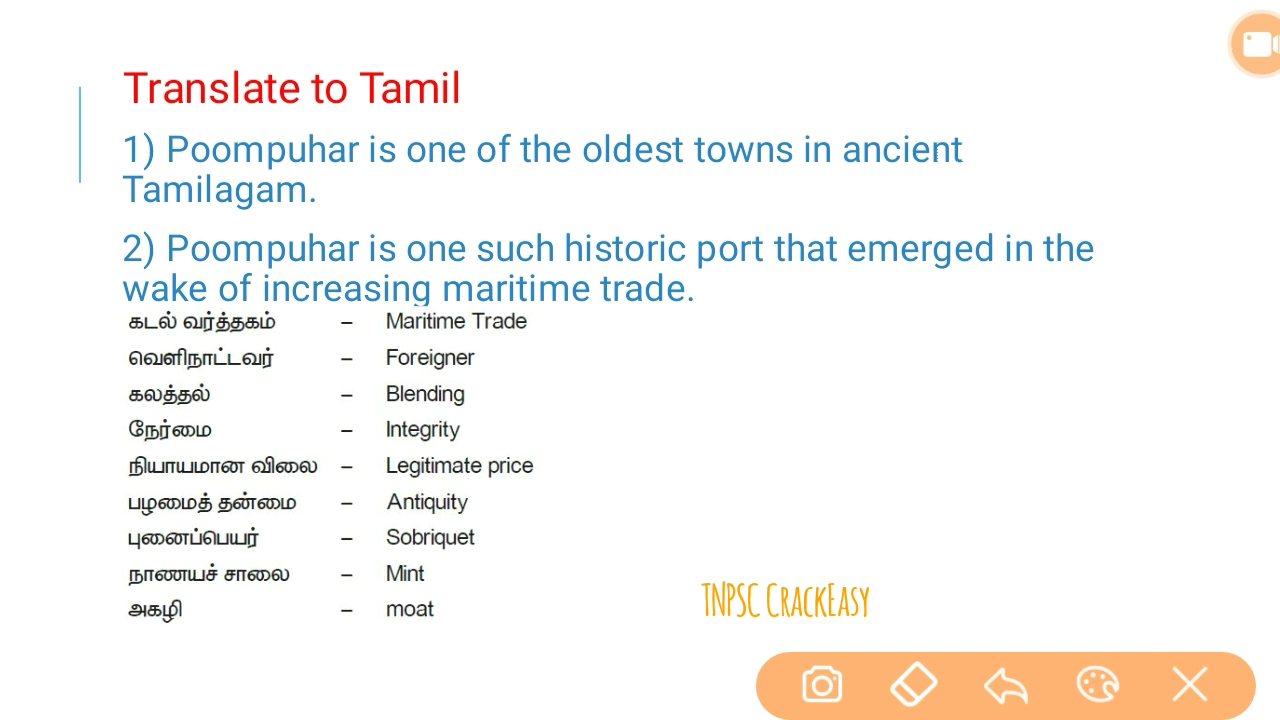 Translate to Tamil
1) Poompuhar is one of the oldest towns in ancient
Tamilagam.
2) Poompuhar is one such historic port that emerged in the
wake of increasing maritime trade.
கடல் வர்த்தகம் – Maritime Trade
வெளிநாட்டவர் – Foreigner
கலத்தல் – Blending
நேர்மை – Integrity
நியாயமான விலை – Legitimate price
பழமைத் தன்மை – Antiquity
புனைப்பெயர் – Sobriquet
நாணயச் சாலை – Mint
அகழி – moat
TNPSC CrackEasy